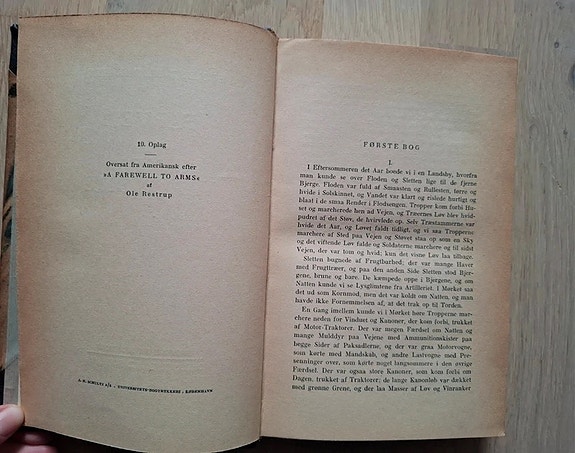 19. Oplag
Oversat fra Amerikansk efter
»A FAREWELL TO ARMS«
af
Ole Restrup
J. H. SCHULTZ A/S · UNIVERSITETS-BOGTRYKKERI · KØBENHAVN
FØRSTE BOG
I.
I Eftersommeren det Aar boede vi i en Landsby, hvorfra
man kunde se over Floden og Sletten lige til de fjerne
Bjerge. Floden var fuld af Smaasten og Rullesten, tørre og
hvide i Solskinnet, og Vandet var klart og rislede hurtigt og
blaat i de smaa Render i Flodsengen. Tropper kom forbi Hu-
set og marcherede hen ad Vejen, og Træernes Løv blev hvid-
pudret af det Støv, de hvirvlede op. Selv Træstammerne var
hvide det Aar, og Løvet faldt tidligt, og vi saa Tropperne
marchere af Sted paa Vejen og Støvet staa op som en Sky
og det viftende Løv falde og Soldaterne marchere og til sidst
Vejen, der var tom og hvid; kun det visne Løv laa tilbage.
Sletten bugnede af Frugtbarhed; der var mange Haver
med Frugttræer, og paa den anden Side Sletten stod Bjer-
gene, brune og bare. De kæmpede oppe i Bjergene, og om
Natten kunde vi se Lysglimtene fra Artilleriet. I Mørket saa
det ud som Kornmod, men det var koldt om Natten, og man
havde ikke Fornemmelsen af, at det trak op til Torden.
En Gang imellem kunde vi i Mørket høre Tropperne mar-
chere neden for Vinduet og Kanoner, der kom forbi, trukket
af Motor-Traktorer. Der var megen Færdsel om Natten og
mange Muldyr paa Vejene med Ammunitionskister paa
begge Sider af Paksadlerne, og der var graa Motorvogne,
som kørte med Mandskab, og andre Lastvogne med Pre-
senninger over, som kørte noget langsommere i den øvrige
Færdsel. Der var ogsaa store Kanoner, som kom forbi om
Dagen, trukket af Traktorer; de lange Kanonløb var dækket
med grønne Grene, og der laa Masser af Løv og Vinranker